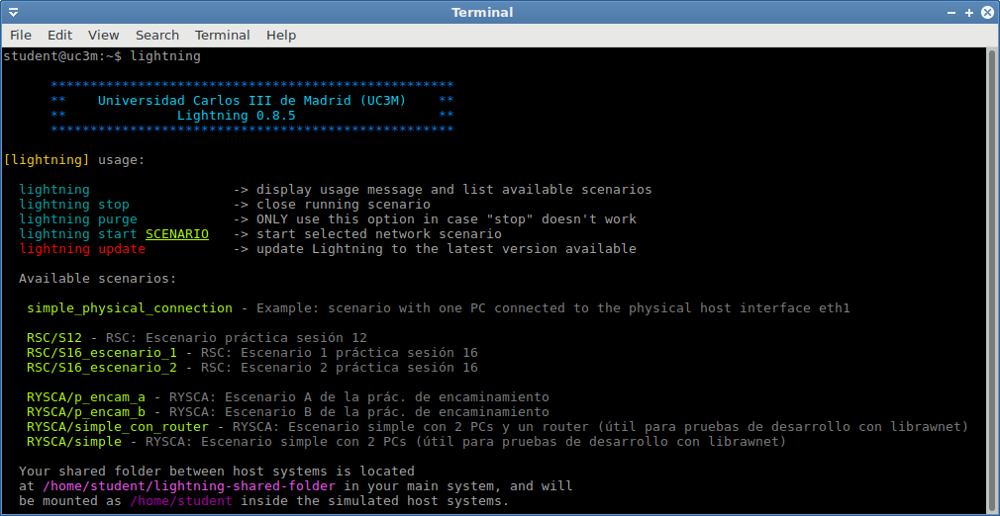 Terminal
File Edit View Search Terminal Help
student@uc3m:~$ lightning
***************************************************
** Universidad Carlos III de Madrid (UC3M) **
** Lightning 0.8.5 **
***************************************************
[lightning] usage:
lightning -> display usage message and list available scenarios
lightning stop -> close running scenario
lightning purge -> ONLY use this option in case "stop" doesn't work
lightning start SCENARIO -> start selected network scenario
lightning update -> update Lightning to the latest version available
Available scenarios:
simple_physical_connection - Example: scenario with one PC connected to the physical host interface eth1
RSC/S12 - RSC: Escenario práctica sesión 12
RSC/S16_escenario_1 - RSC: Escenario 1 práctica sesión 16
RSC/S16_escenario_2 - RSC: Escenario 2 práctica sesión 16
RYSCA/p_encam_a - RYSCA: Escenario A de la prác. de encaminamiento
RYSCA/p_encam_b - RYSCA: Escenario B de la prác. de encaminamiento
RYSCA/simple_con_router - RYSCA: Escenario simple con 2 PCs y un router (útil para pruebas de desarrollo con librawnet)
RYSCA/simple - RYSCA: Escenario simple con 2 PCs (útil para pruebas de desarrollo con librawnet)
Your shared folder between host systems is located
at /home/student/lightning-shared-folder in your main system, and will
be mounted as /home/student inside the simulated host systems.